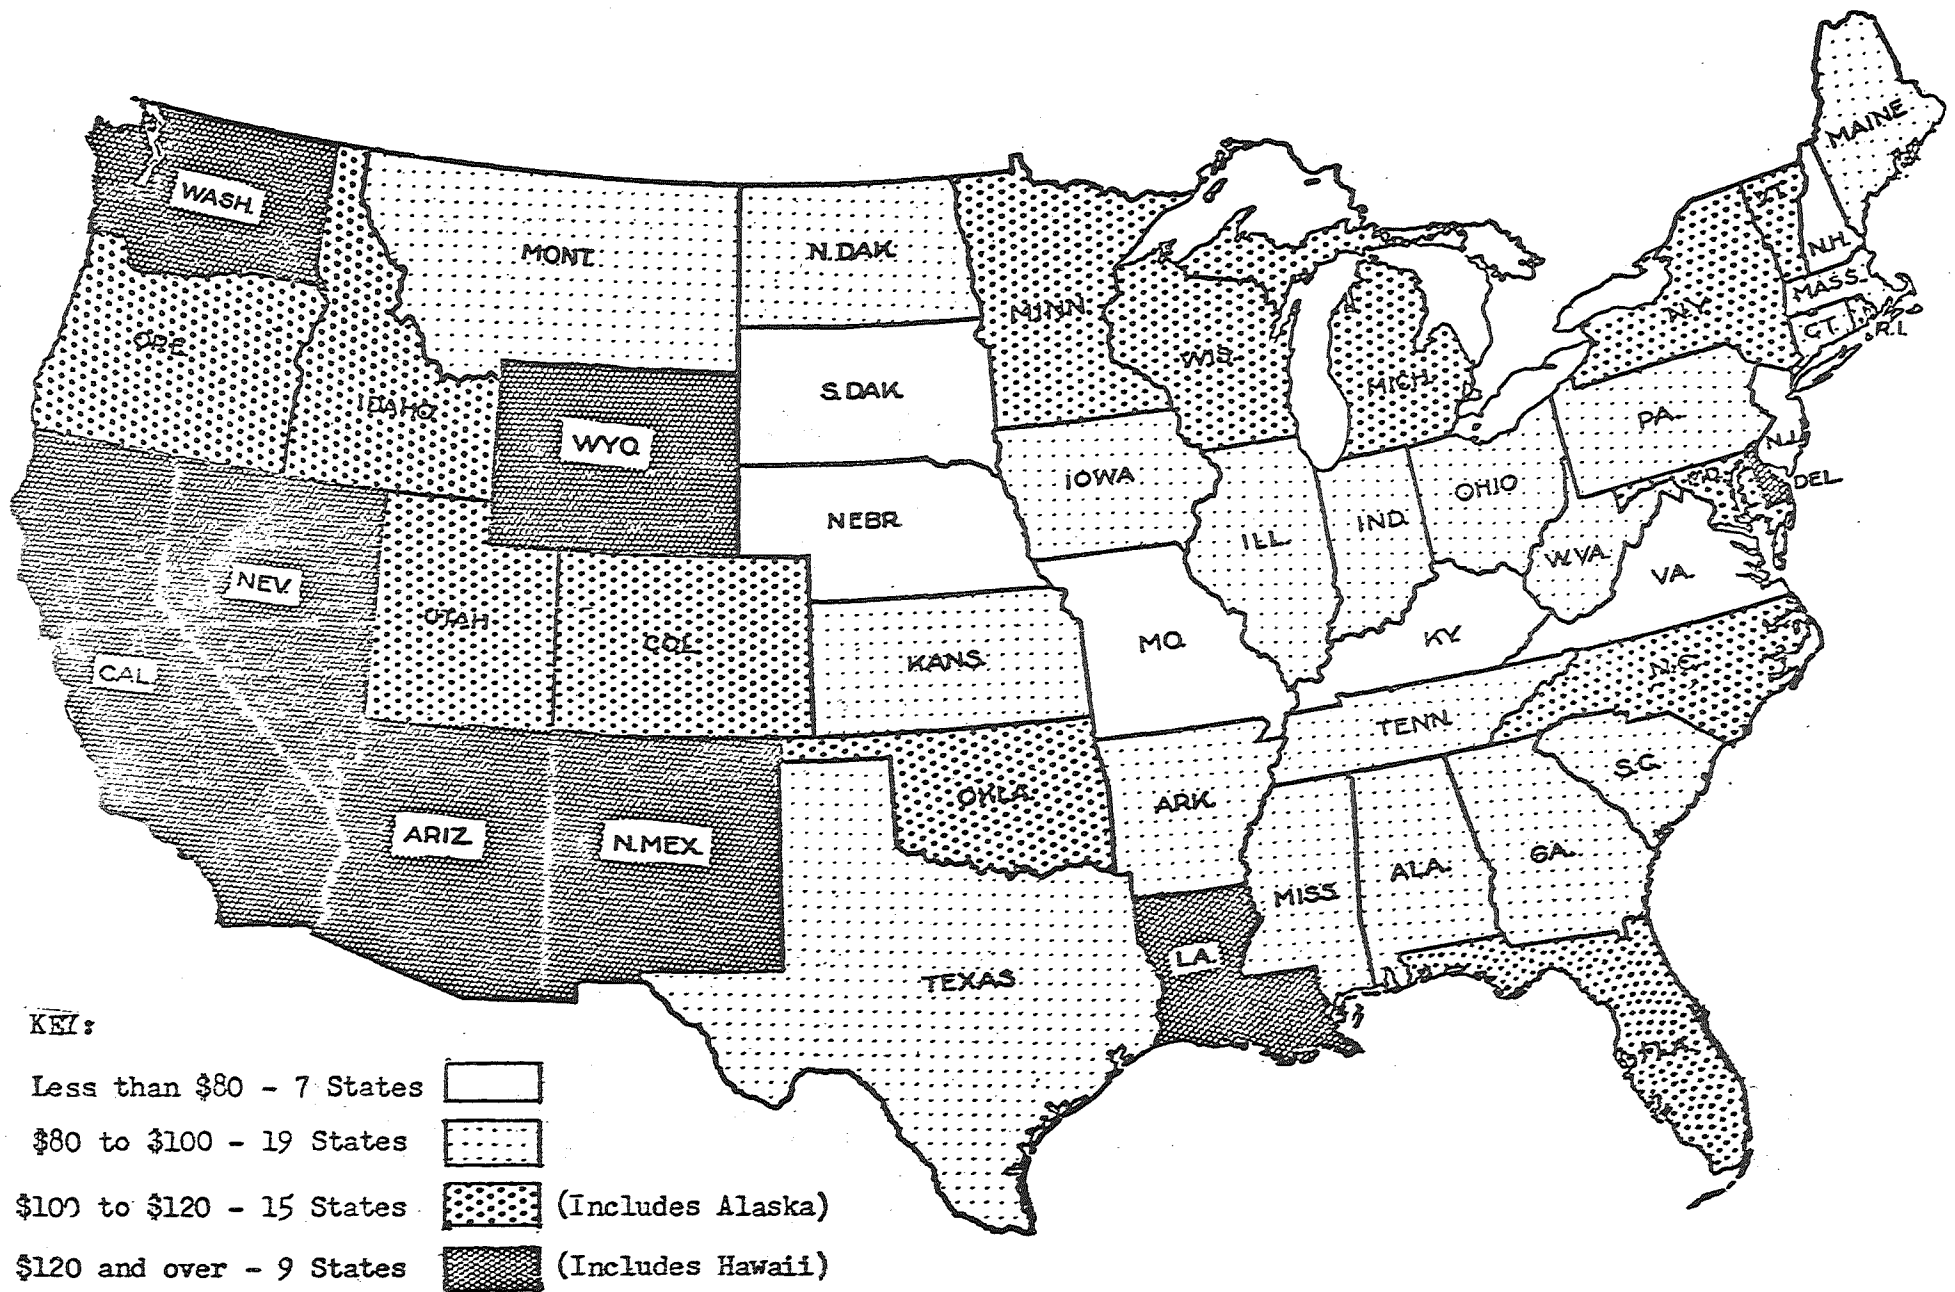 MAINE
WASH.
VT.
N.H.
MONT.
N.DAK.
MASS.
MINN.
N.Y.
CT.
R.I.
ORE.
WIS.
MICH.
S.DAK.
IDAHO
PA.
WYO.
N.J.
IOWA
OHIO
DEL.
NEBR.
IND.
ILL.
W.VA.
VA.
NEV.
UTAH
COL.
MO.
KY.
KANS.
N.C.
CAL.
TENN.
S.C.
OKLA.
ARK.
ARIZ.
N.MEX.
GA.
ALA.
MISS.
LA.
TEXAS
FLA.
KEY:
Less than $80 - 7 States
$80 to $100 - 19 States
$100 to $120 - 15 States (Includes Alaska)
$120 and over - 9 States (Includes Hawaii)